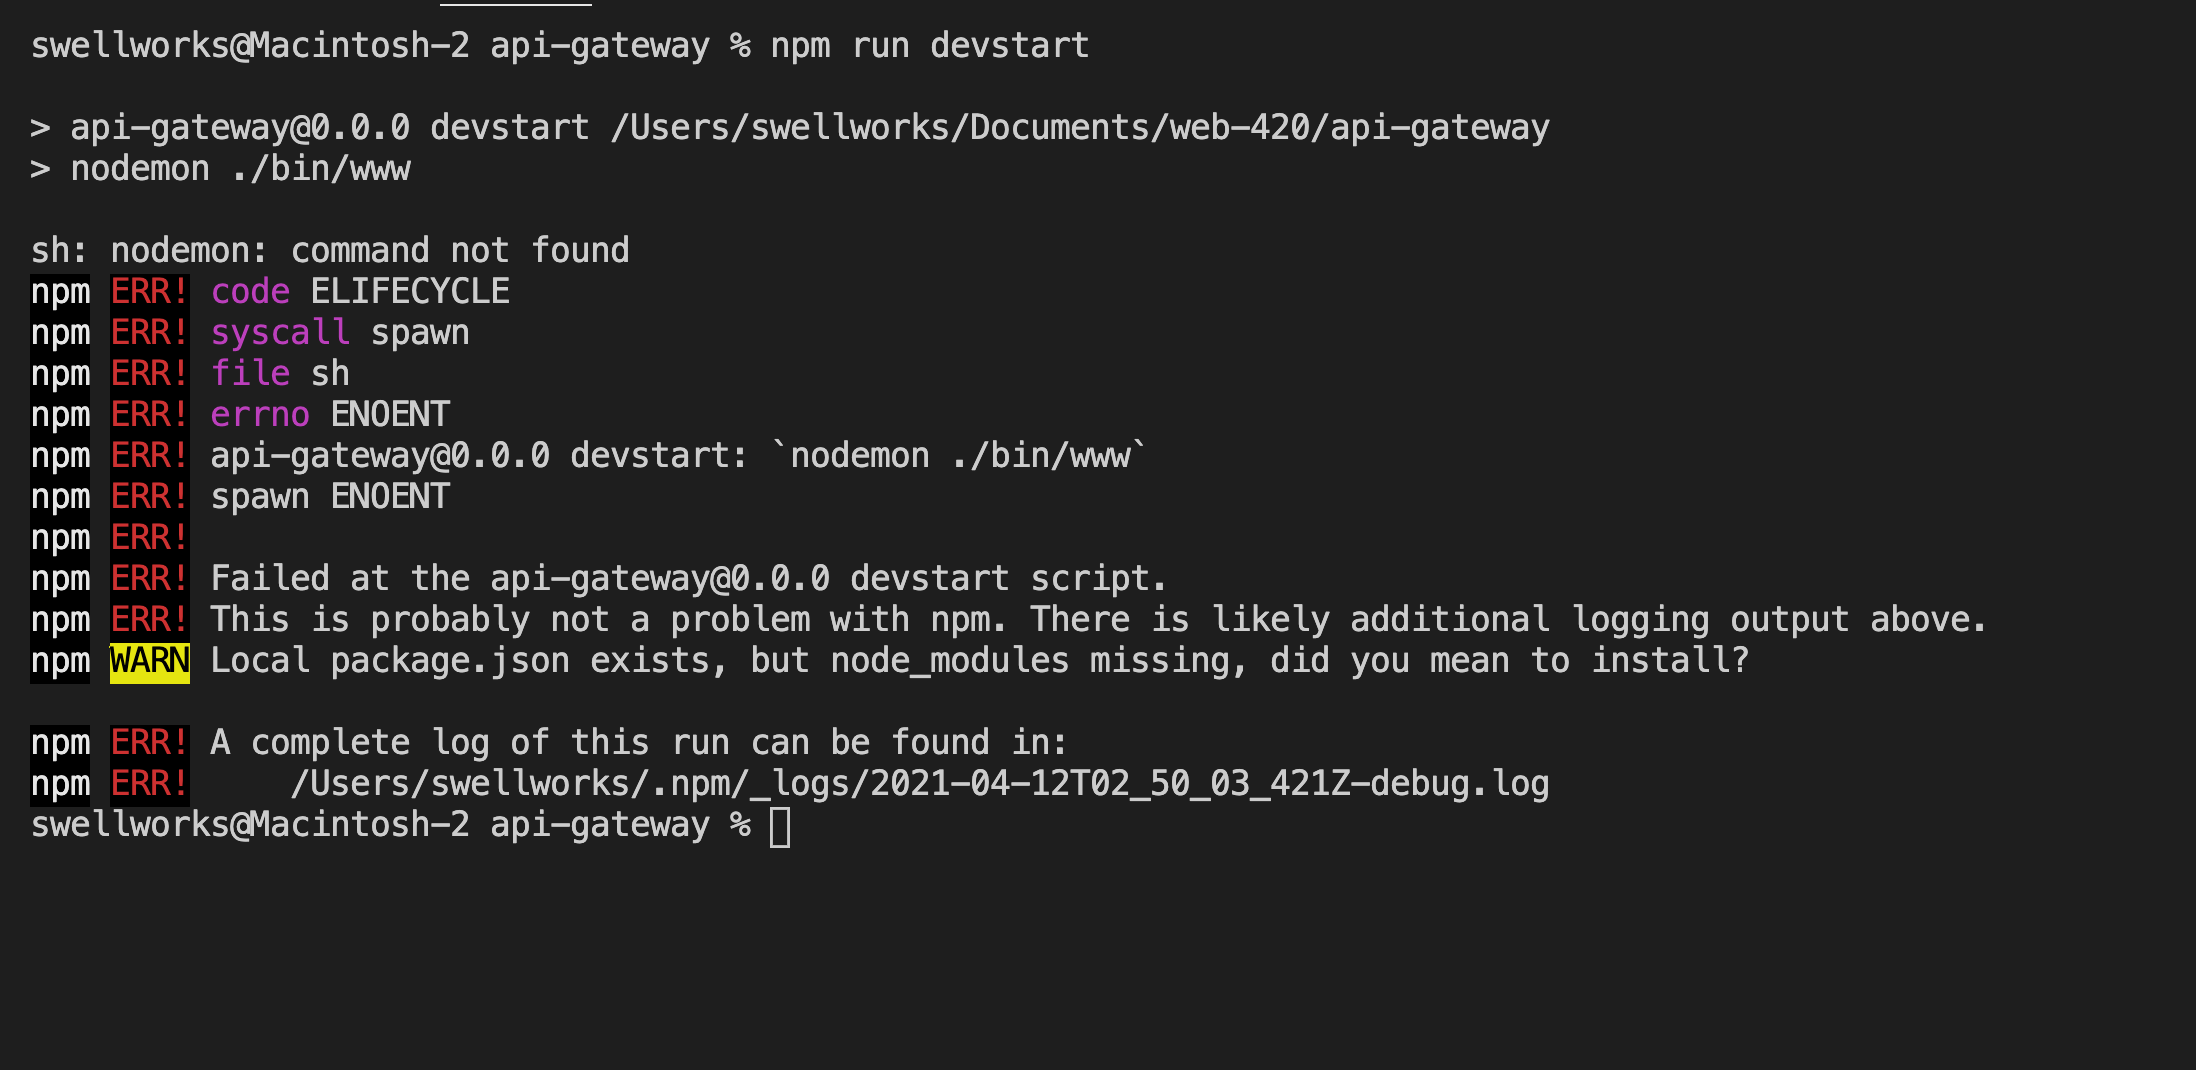 swellworks@Macintosh-2 api-gateway % npm run devstart
> api-gateway@0.0.0 devstart /Users/swellworks/Documents/web-420/api-gateway
> nodemon ./bin/www
sh: nodemon: command not found
npm ERR! code ELIFECYCLE
npm ERR! syscall spawn
npm ERR! file sh
npm ERR! errno ENOENT
npm ERR! api-gateway@0.0.0 devstart: `nodemon ./bin/www`
npm ERR! spawn ENOENT
npm ERR!
npm ERR! Failed at the api-gateway@0.0.0 devstart script.
npm ERR! This is probably not a problem with npm. There is likely additional logging output above.
npm WARN Local package.json exists, but node_modules missing, did you mean to install?
npm ERR! A complete log of this run can be found in:
npm ERR!     /Users/swellworks/.npm/_logs/2021-04-12T02_50_03_421Z-debug.log
swellworks@Macintosh-2 api-gateway %